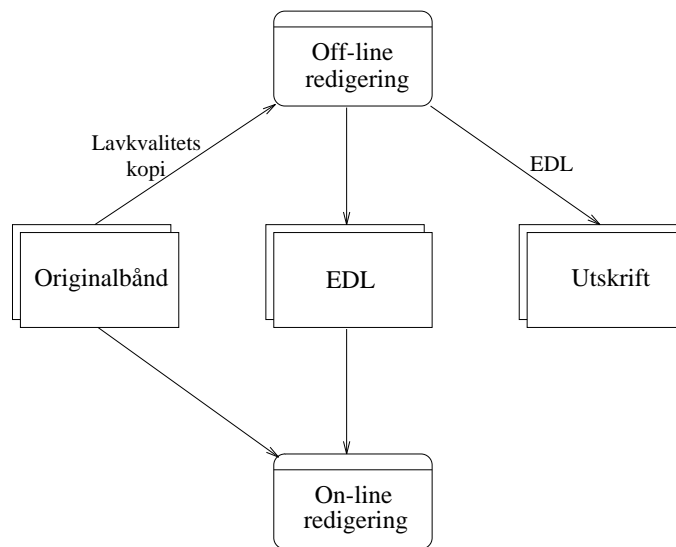 Off-line
redigering
Lavkvalitets
kopi
EDL
Originalbånd
EDL
Utskrift
On-line
redigering